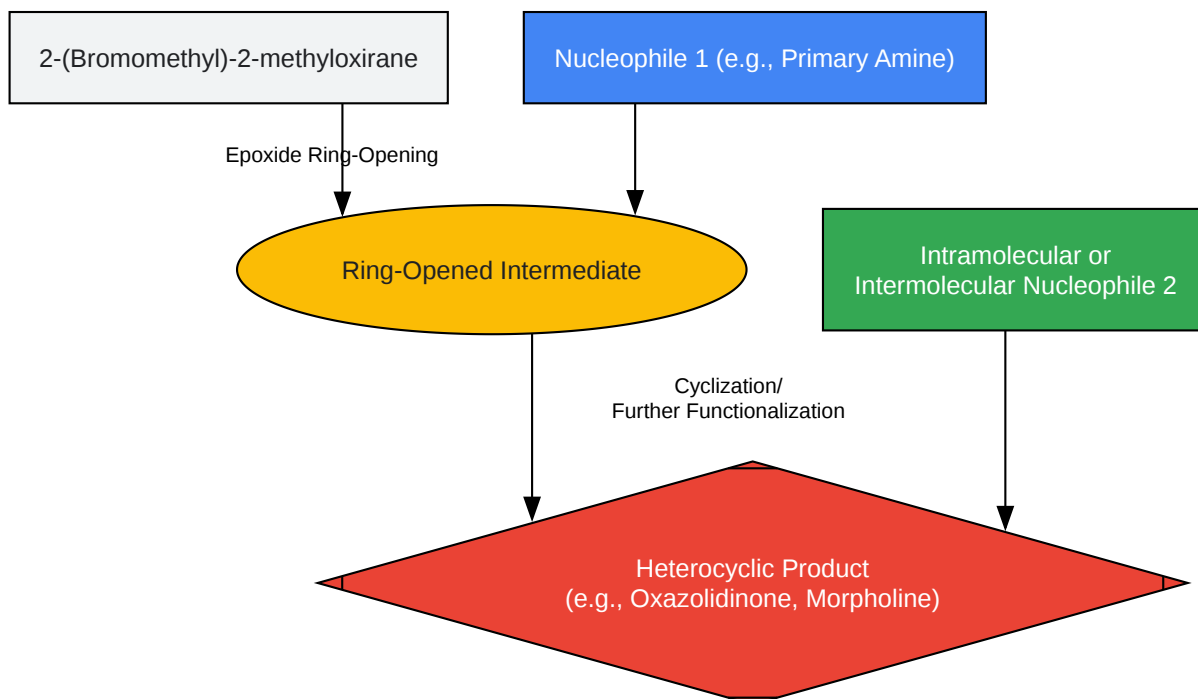 2-(Bromomethyl)-2-methyloxirane
Nucleophile 1 (e.g., Primary Amine)
Epoxide Ring-Opening
Ring-Opened Intermediate
Intramolecular or
Intermolecular Nucleophile 2
Cyclization/
Further Functionalization
Heterocyclic Product
(e.g., Oxazolidinone, Morpholine)